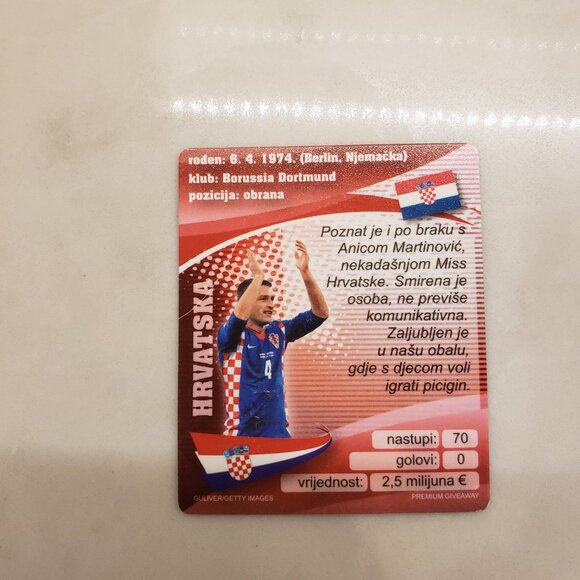 rođen: 6. 4. 1974. (Berlin, Njemačka)
klub: Borussia Dortmund
pozicija: obrana
Poznat je i po braku s
Anicom Martinović,
nekadašnjom Miss
Hrvatske. Smirena je
osoba, ne previše
komunikativna.
Zaljubljen je
u našu obalu,
gdje s djecom voli
igrati picigin.
HRVATSKA
4
nastupi: 70
golovi: 0
vrijednost: 2,5 milijuna €
GULIVER/GETTY IMAGES
PREMIUM GIVEAWAY